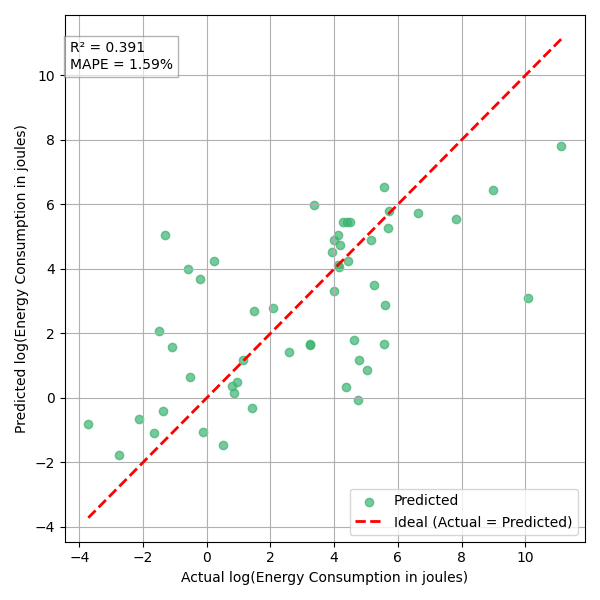 R² = 0.391
MAPE = 1.59%
Predicted log(Energy Consumption in joules)
10
8
6
4
2
0
−2
−4
Predicted
Ideal (Actual = Predicted)
−4 −2 0 2 4 6 8 10
Actual log(Energy Consumption in joules)